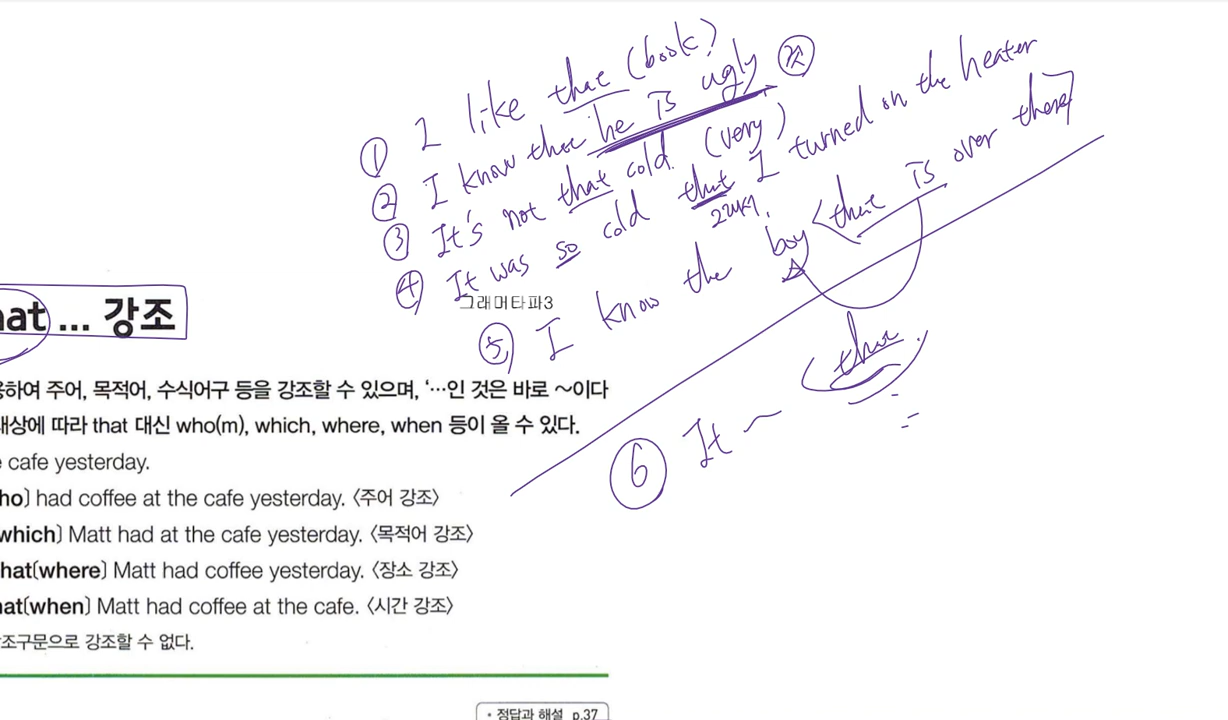 ① I like that (book)
② I know that he is ugly
③ It's not that cold. (very)
④ It was so cold that I turned on the heater
그래머타파3
⑤ I know the boy <that is over there>
that
⑥ It ~
hat … 강조
하여 주어, 목적어, 수식어구 등을 강조할 수 있으며, ‘…인 것은 바로 ~이다
대상에 따라 that 대신 who(m), which, where, when 등이 올 수 있다.
e cafe yesterday.
ho) had coffee at the cafe yesterday. 〈주어 강조〉
which) Matt had at the cafe yesterday. 〈목적어 강조〉
hat(where) Matt had coffee yesterday. 〈장소 강조〉
hat(when) Matt had coffee at the cafe. 〈시간 강조〉
조구문으로 강조할 수 없다.
• 정답과 해설 p.37